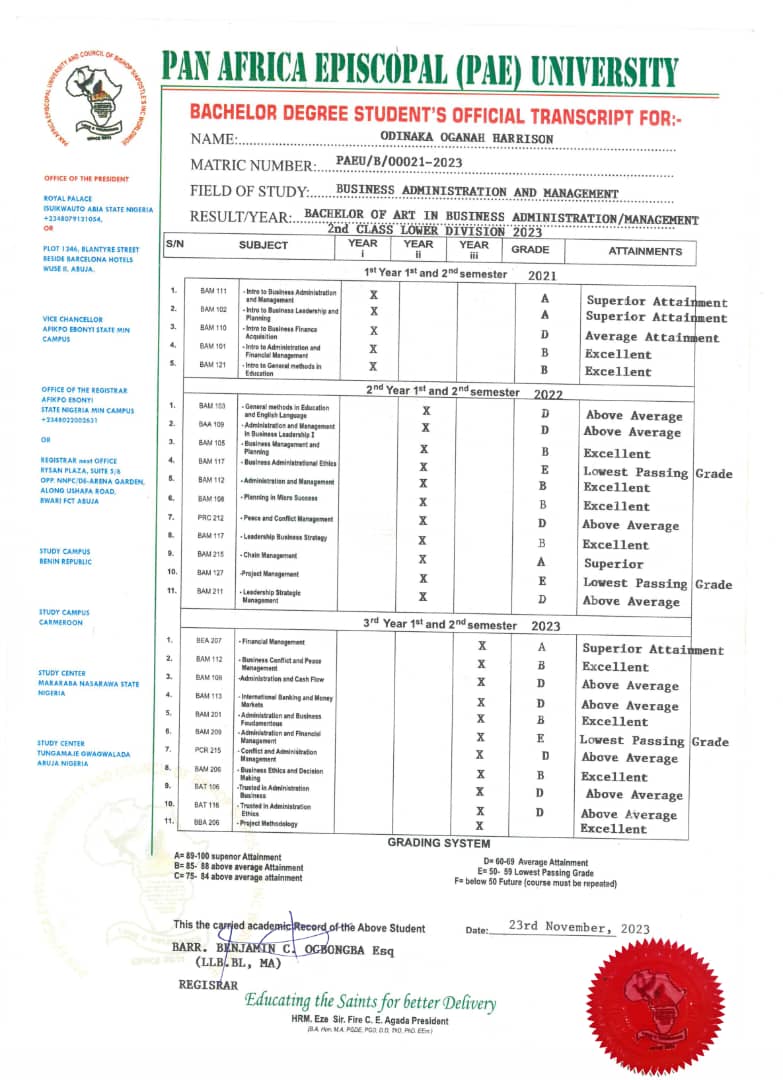 PAN AFRICA EPISCOPAL UNIVERSITY AND COUNCIL OF BISHOP &APOSTLE'S INC WORLDWIDE
PAN AFRICA EPISCOPAL (PAE) UNIVERSITY
BACHELOR DEGREE STUDENT'S OFFICIAL TRANSCRIPT FOR:-
NAME: ODINAKA OGANAH HARRISON
MATRIC NUMBER: PAEU/B/00021-2023
FIELD OF STUDY: BUSINESS ADMINISTRATION AND MANAGEMENT
RESULT/YEAR: BACHELOR OF ART IN BUSINESS ADMINISTRATION/MANAGEMENT
2nd CLASS LOWER DIVISION 2023
OFFICE OF THE PRESIDENT
ROYAL PALACE
ISUIKWAUTO ABIA STATE NIGERIA
+2348079131054,
OR
PLOT 1246, BLANTYRE STREET
BESIDE BARCELONA HOTELS
WUSE II, ABUJA.
VICE CHANCELLOR
AFIKPO EBONYI STATE MIN
CAMPUS
OFFICE OF THE REGISTRAR
AFIKPO EBONYI
STATE NIGERIA MIN CAMPUS
+2348022002631
OR
REGISTRAR next OFFICE
RYSAN PLAZA, SUITE 5/6
OPP. NNPC/DE-ARENA GARDEN,
ALONG USHAFA ROAD,
BWARI FCT ABUJA
STUDY CAMPUS
BENIN REPUBLIC
STUDY CAMPUS
CARMEROON
STUDY CENTER
MARARABA NASARAWA STATE
NIGERIA
STUDY CENTER
TUNGAMAJE GWAGWALADA
ABUJA NIGERIA
S/N SUBJECT YEAR i YEAR ii YEAR iii GRADE ATTAINMENTS
1st Year 1st and 2nd semester 2021
1. BAM 111 - Intro to Business Administration and Management X A Superior Attainment
2. BAM 102 - Intro to Business Leadership and Planning X A Superior Attainment
3. BAM 110 - Intro to Business Finance Acquisition X D Average Attainment
4. BAM 101 - Intro to Administration and Financial Management X B Excellent
5. BAM 121 - Intro to General methods in Education X B Excellent
2nd Year 1st and 2nd semester 2022
1. BAM 103 - General methods in Education and English Language X D Above Average
2. BAA 109 - Administration and Management in Business Leadership I X D Above Average
3. BAM 105 - Business Management and Planning X B Excellent
4. BAM 117 - Business Administrational Ethics X E Lowest Passing Grade
5. BAM 112 - Administration and Management X B Excellent
6. BAM 108 - Planning in Micro Success X B Excellent
7. PRC 212 - Peace and Conflict Management X D Above Average
8. BAM 117 - Leadership Business Strategy X B Excellent
9. BAM 215 - Chain Management X A Superior
10. BAM 127 -Project Management X E Lowest Passing Grade
11. BAM 211 - Leadership Strategic Management X D Above Average
3rd Year 1st and 2nd semester 2023
1. BEA 207 - Financial Management X A Superior Attainment
2. BAM 112 - Business Conflict and Peace Management X B Excellent
3. BAM 109 -Administration and Cash Flow X D Above Average
4. BAM 113 - International Banking and Money Markets X D Above Average
5. BAM 201 - Administration and Business Foudamentous X B Excellent
6. BAM 209 - Administration and Financial Management X E Lowest Passing Grade
7. PCR 215 - Conflict and Administration Management X D Above Average
8. BAM 206 - Business Ethics and Decision Making X B Excellent
9. BAT 106 -Trusted in Administration Business X D Above Average
10. BAT 116 - Trusted in Administration Ethics X D Above Average
11. BBA 206 - Project Methodology X Excellent
GRADING SYSTEM
A= 89-100 superior Attainment
B= 85- 88 above average Attainment
C= 75- 84 above average attainment
D= 60-69 Average Attainment
E= 50- 59 Lowest Passing Grade
F= below 50 Future (course must be repeated)
This the carried academic Record of the Above Student
Date: 23rd November, 2023
BARR. BENJAMIN C. OGBONGBA Esq
(LLB.BL, MA)
REGISRAR
Educating the Saints for better Delivery
HRM. Eze Sir. Fire C. E. Agada President